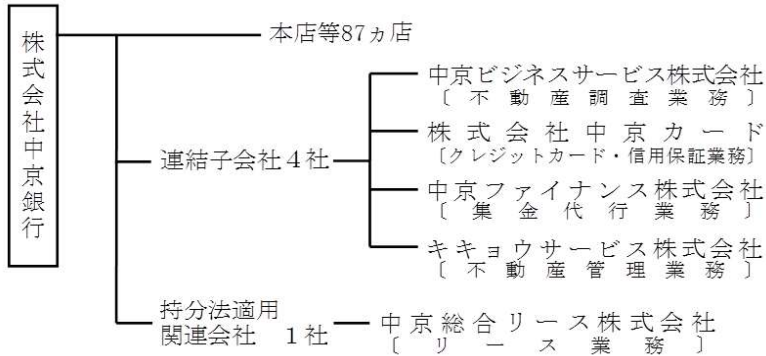 株式会社中京銀行
本店等87ヵ店
連結子会社4社
中京ビジネスサービス株式会社
〔不動産調査業務〕
株式会社中京カード
〔クレジットカード・信用保証業務〕
中京ファイナンス株式会社
〔集金代行業務〕
キキョウサービス株式会社
〔不動産管理業務〕
持分法適用
関連会社 1社
中京総合リース株式会社
〔リース業務〕